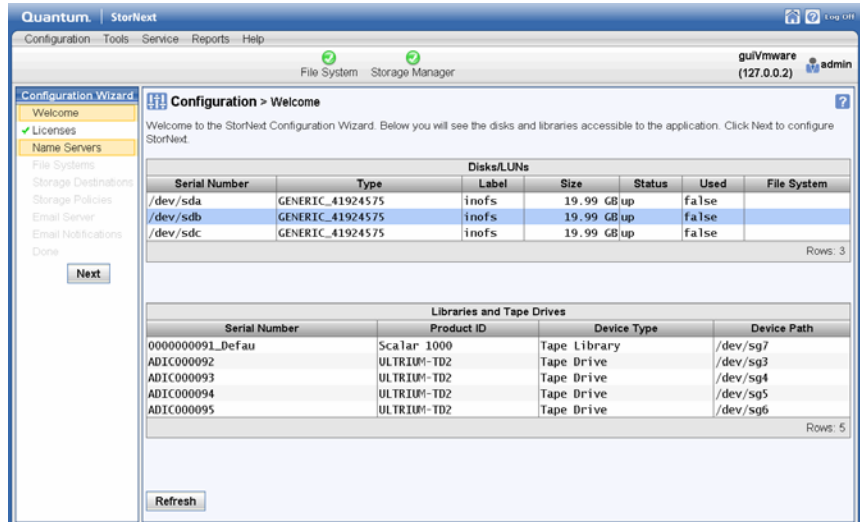 Quantum. StorNext Log Off
Configuration Tools Service Reports Help
File System Storage Manager
guiVmware
(127.0.0.2)
admin
Configuration Wizard
Welcome
Licenses
Name Servers
File Systems
Storage Destinations
Storage Policies
Email Server
Email Notifications
Done
Next
Configuration > Welcome
?
Welcome to the StorNext Configuration Wizard. Below you will see the disks and libraries accessible to the application. Click Next to configure
StorNext.
Disks/LUNs
Serial Number Type Label Size Status Used File System
/dev/sda GENERIC_41924575 inofs 19.99 GB up false
/dev/sdb GENERIC_41924575 inofs 19.99 GB up false
/dev/sdc GENERIC_41924575 inofs 19.99 GB up false
Rows: 3
Libraries and Tape Drives
Serial Number Product ID Device Type Device Path
0000000091_Defau Scalar 1000 Tape Library /dev/sg7
ADIC000092 ULTRIUM-TD2 Tape Drive /dev/sg3
ADIC000093 ULTRIUM-TD2 Tape Drive /dev/sg4
ADIC000094 ULTRIUM-TD2 Tape Drive /dev/sg5
ADIC000095 ULTRIUM-TD2 Tape Drive /dev/sg6
Rows: 5
Refresh